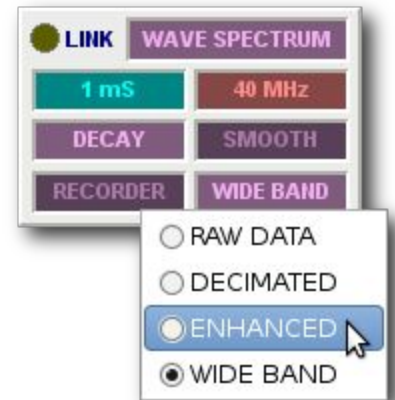 LINK WAVE SPECTRUM
1 mS 40 MHz
DECAY SMOOTH
RECORDER WIDE BAND
RAW DATA
DECIMATED
ENHANCED
WIDE BAND